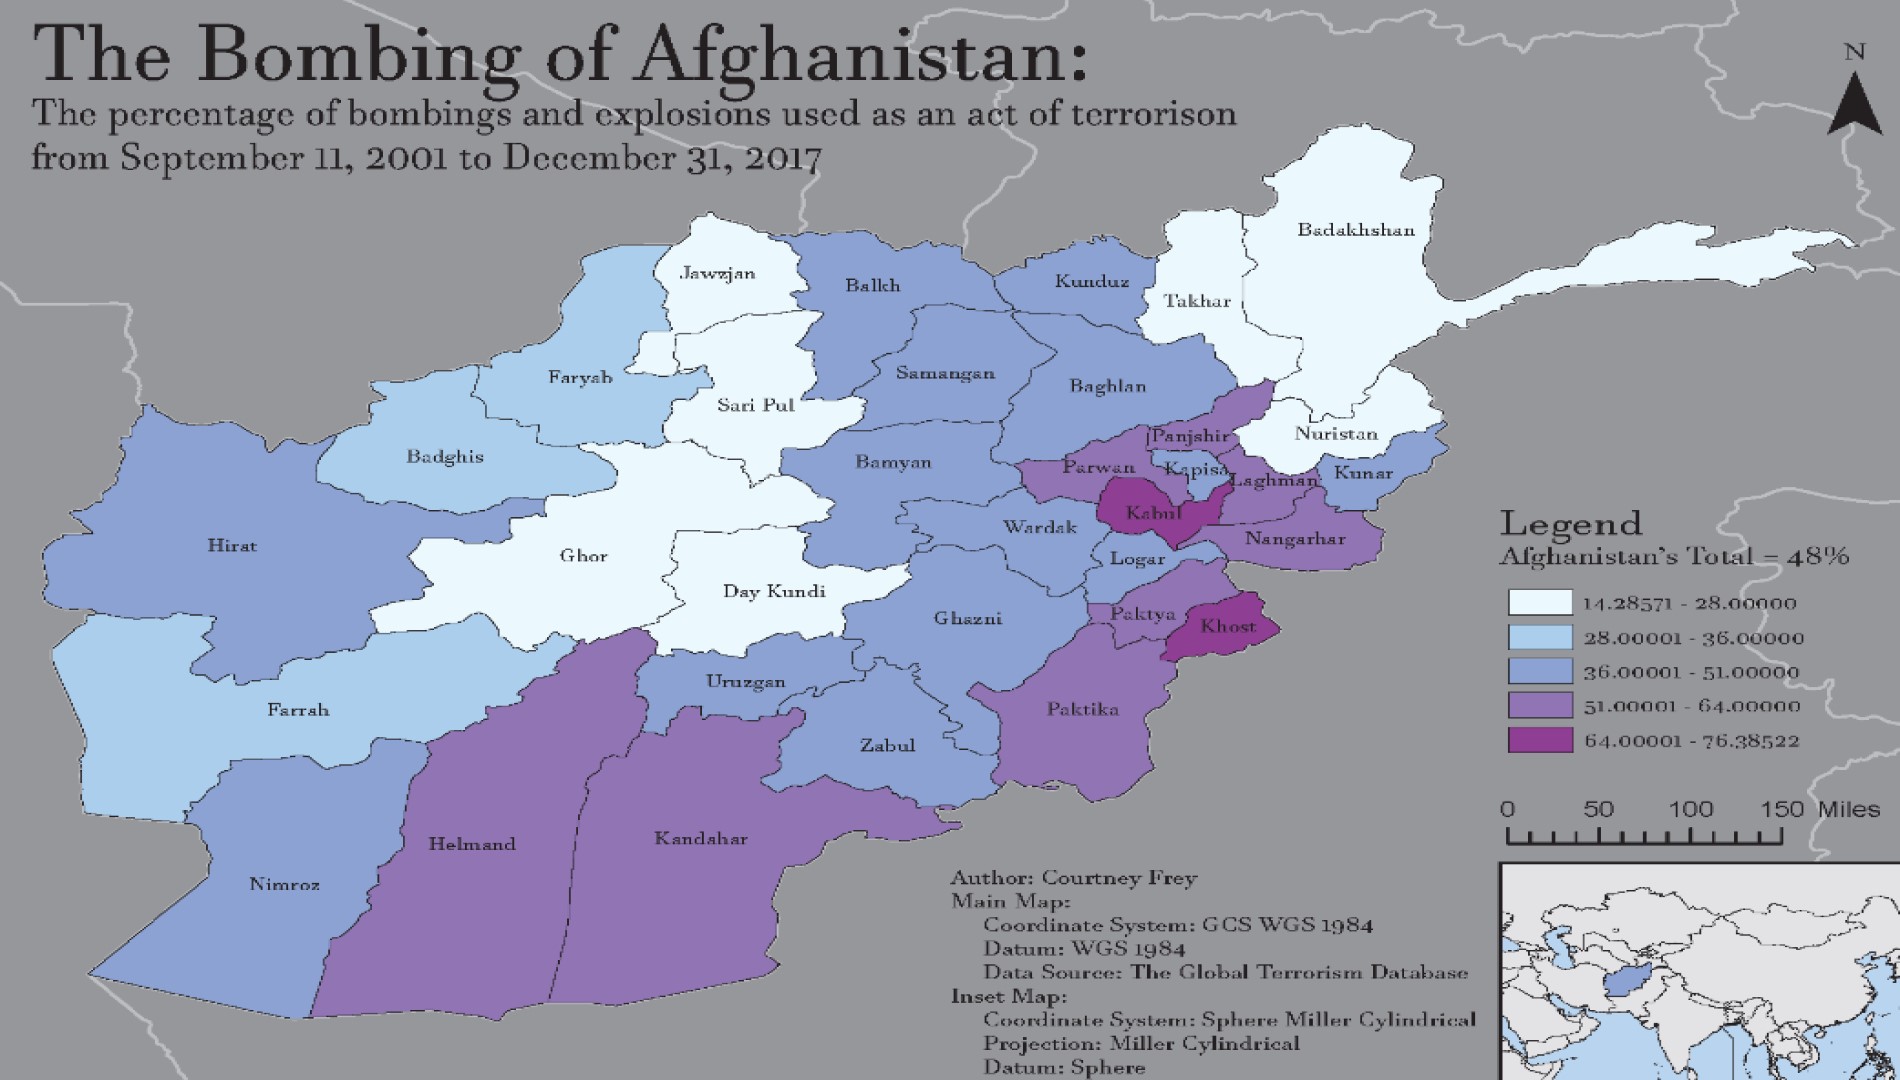 The Bombing of Afghanistan:
The percentage of bombings and explosions used as an act of terrorison
from September 11, 2001 to December 31, 2017
N
Badakhshan
Jawzjan
Balkh
Kunduz
Takhar
Faryab
Samangan
Baghlan
Sari Pul
Badghis
Bamyan
Panjshir
Nuristan
Parwan
Kapisa
Laghman
Kunar
Kabul
Wardak
Nangarhar
Hirat
Ghor
Logar
Day Kundi
Ghazni
Paktya
Khost
Uruzgan
Farrah
Paktika
Zabul
Helmand
Kandahar
Nimroz
Legend
Afghanistan's Total = 48%
14.28571 - 28.00000
28.00001 - 36.00000
36.00001 - 51.00000
51.00001 - 64.00000
64.00001 - 76.38522
0 50 100 150 Miles
Author: Courtney Frey
Main Map:
Coordinate System: GCS WGS 1984
Datum: WGS 1984
Data Source: The Global Terrorism Database
Inset Map:
Coordinate System: Sphere Miller Cylindrical
Projection: Miller Cylindrical
Datum: Sphere